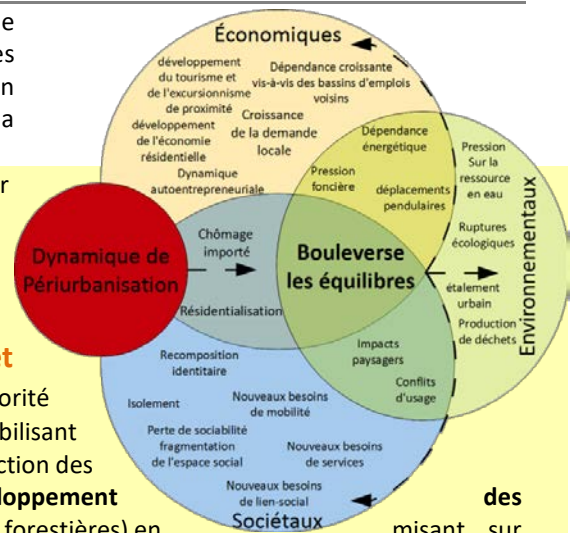 e
es
n
a
r
Économiques
développement
du tourisme et
de l'excursionnisme
de proximité
Dépendance croissante
vis-à-vis des bassins d'emplois
voisins
développement
de l'économie
résidentielle
Croissance
de la demande
locale
Dynamique
autoentrepreneuriale
Dépendance
énergétique
Pression
foncière
déplacements
pendulaires
Pression
Sur la
ressource
en eau
Ruptures
écologiques
étalement
urbain
Production
de déchets
Environnementaux
Dynamique de
Périurbanisation
Chômage
importé
Résidentialisation
Bouleverse
les équilibres
Impacts
paysagers
Conflits
d'usage
Recomposition
identitaire
Isolement
Nouveaux besoins
de mobilité
Perte de sociabilité
fragmentation
de l'espace social
Nouveaux besoins
de services
Nouveaux besoins
de lien-social
Sociétaux
et
orité
bilisant
ction des
loppement des
forestières) en misant sur